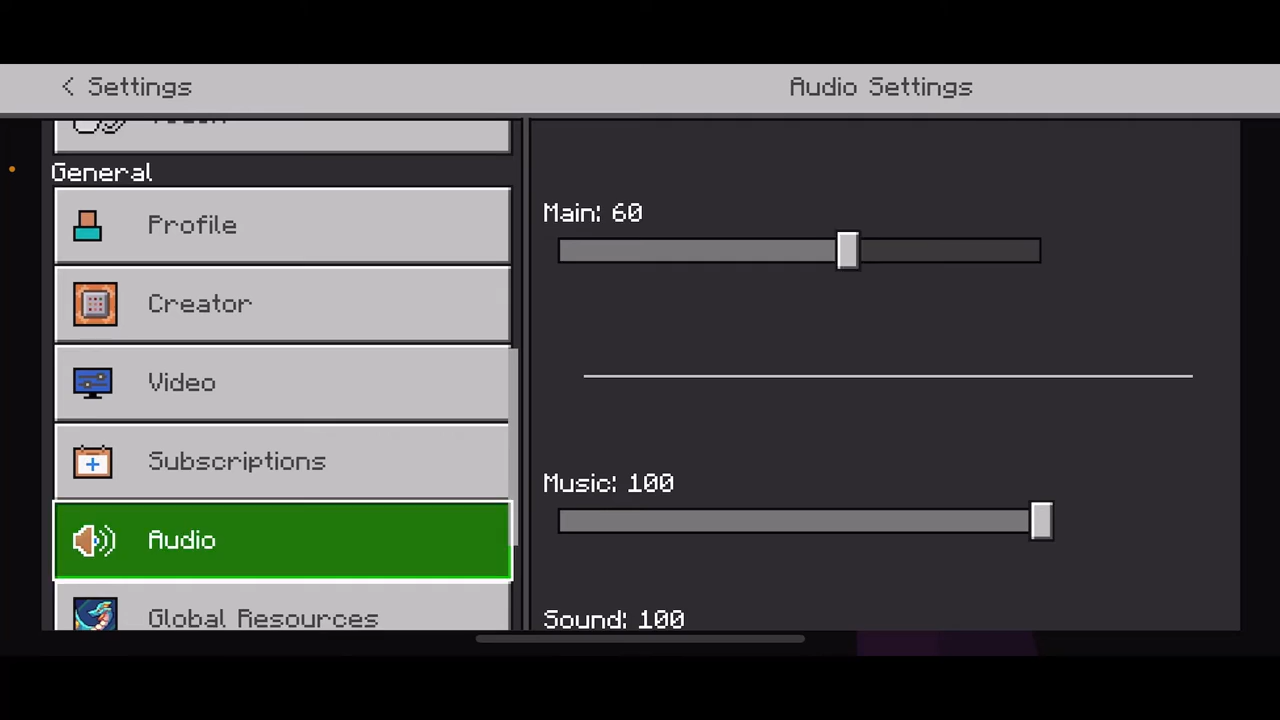 Settings
Audio Settings
General
Profile
Creator
Video
Subscriptions
Audio
Global Resources
Main: 60
Music: 100
Sound: 100